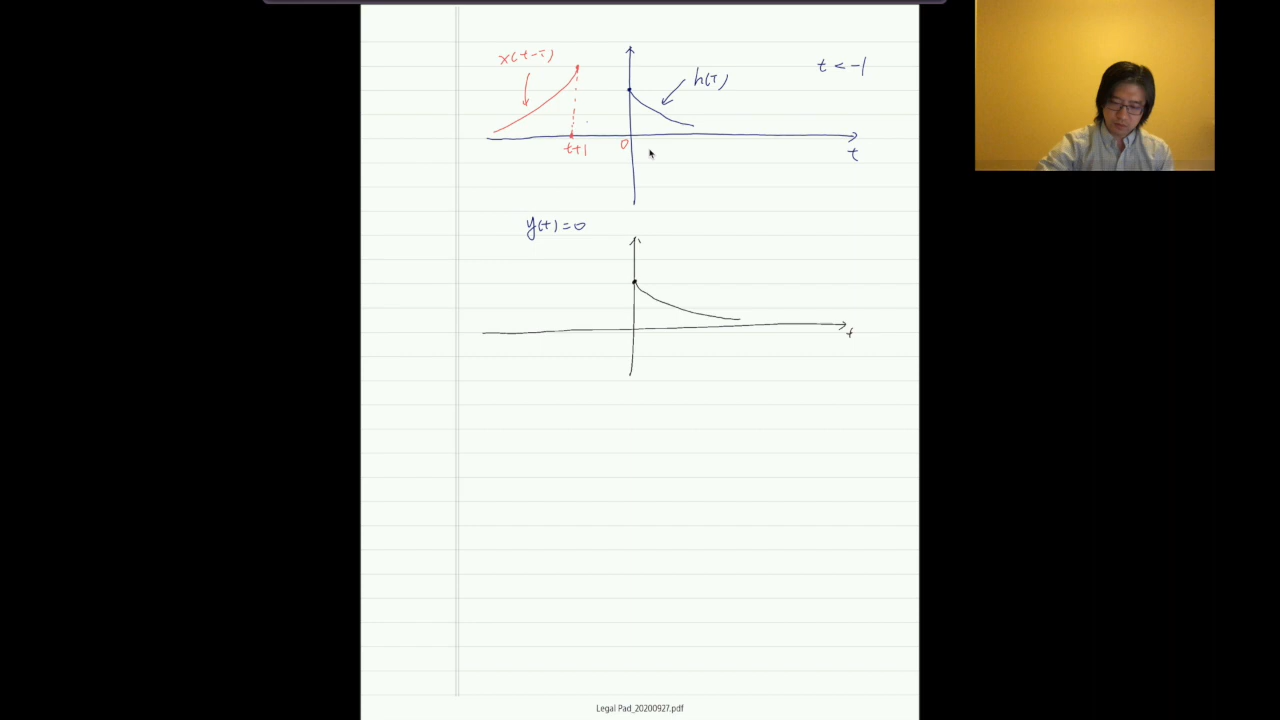 x(t-τ)
h(τ)
t < -1
t+1
0
t
y(t)=0
t
Legal Pad_20200927.pdf